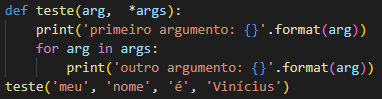 def teste(arg,  *args):
    print('primeiro argumento: {}'.format(arg))
    for arg in args:
        print('outro argumento: {}'.format(arg))
teste('meu', 'nome', 'é', 'Vinícius')